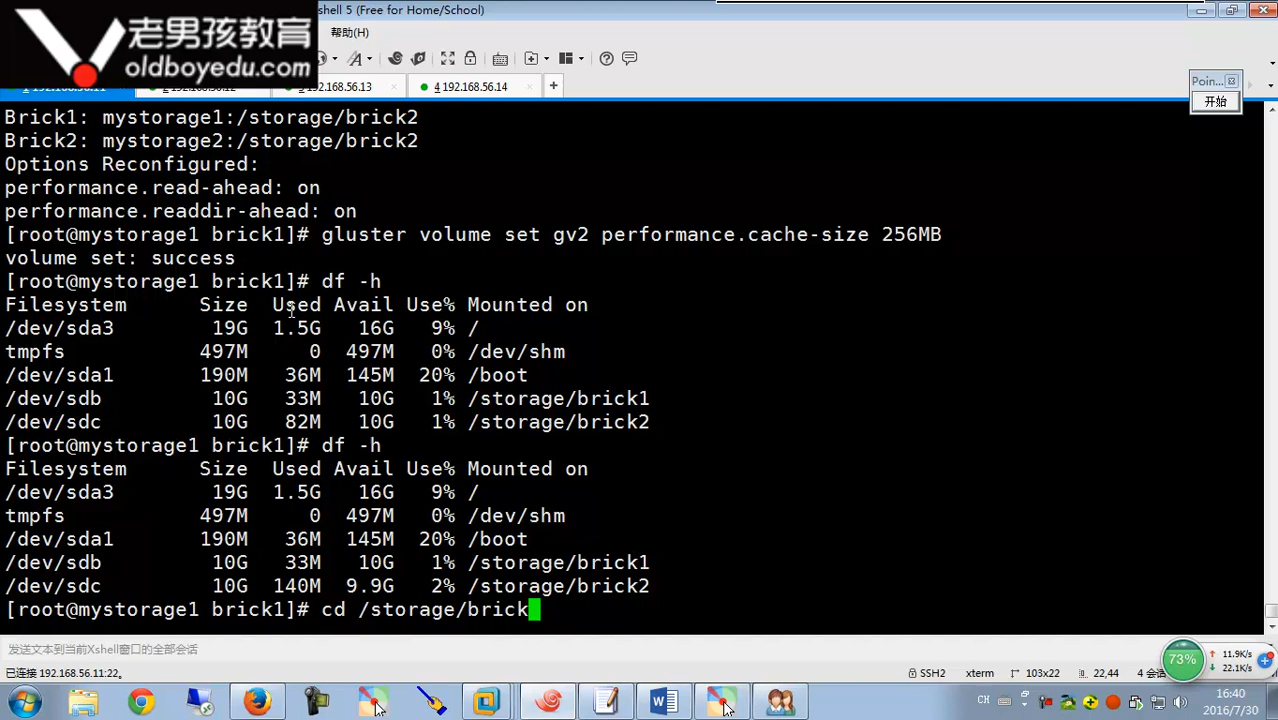 shell 5 (Free for Home/School)
老男孩教育
oldboyedu.com
帮助(H)
192.168.56.13
4 192.168.56.14
Poin...
开始
Brick1: mystorage1:/storage/brick2
Brick2: mystorage2:/storage/brick2
Options Reconfigured:
performance.read-ahead: on
performance.readdir-ahead: on
[root@mystorage1 brick1]# gluster volume set gv2 performance.cache-size 256MB
volume set: success
[root@mystorage1 brick1]# df -h
Filesystem Size Used Avail Use% Mounted on
/dev/sda3 19G 1.5G 16G 9% /
tmpfs 497M 0 497M 0% /dev/shm
/dev/sda1 190M 36M 145M 20% /boot
/dev/sdb 10G 33M 10G 1% /storage/brick1
/dev/sdc 10G 82M 10G 1% /storage/brick2
[root@mystorage1 brick1]# df -h
Filesystem Size Used Avail Use% Mounted on
/dev/sda3 19G 1.5G 16G 9% /
tmpfs 497M 0 497M 0% /dev/shm
/dev/sda1 190M 36M 145M 20% /boot
/dev/sdb 10G 33M 10G 1% /storage/brick1
/dev/sdc 10G 140M 9.9G 2% /storage/brick2
[root@mystorage1 brick1]# cd /storage/brick
发送文本到当前Xshell窗口的全部会话
已连接 192.168.56.11:22。
SSH2 xterm 103x22 22,44 4 会话
73%
11.9K/s
22.1K/s
CH
16:40
2016/7/30